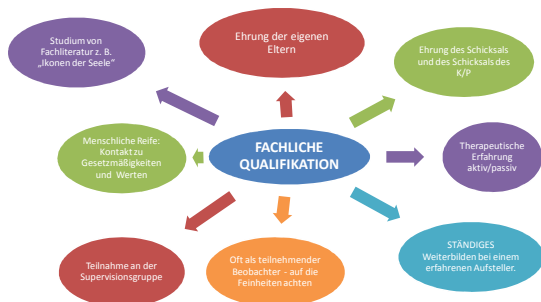 Studium von
Fachliteratur z. B.
„Ikonen der Seele“
Ehrung der eigenen
Eltern
Ehrung des Schicksals
und des Schicksals des
K/P
Menschliche Reife:
Kontakt zu
Gesetzmäßigkeiten
und Werten
FACHLICHE
QUALIFIKATION
Therapeutische
Erfahrung
aktiv/passiv
Teilnahme an der
Supervisionsgruppe
Oft als teilnehmender
Beobachter – auf die
Feinheiten achten
STÄNDIGES
Weiterbilden bei einem
erfahrenen Aufsteller.